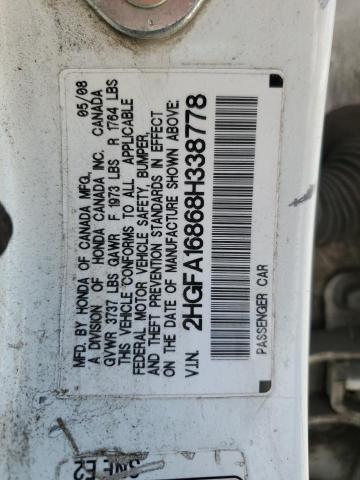 MFD. BY HONDA OF CANADA MFG. 05/08
A DIVISION OF HONDA CANADA INC. CANADA
GVWR 3737 LBS GAWR F 1973 LBS R 1764 LBS
THIS VEHICLE CONFORMS TO ALL APPLICABLE
FEDERAL MOTOR VEHICLE SAFETY, BUMPER,
AND THEFT PREVENTION STANDARDS IN EFFECT
ON THE DATE OF MANUFACTURE SHOWN ABOVE:
V.I.N. 2HGFA16868H338778
PASSENGER CAR